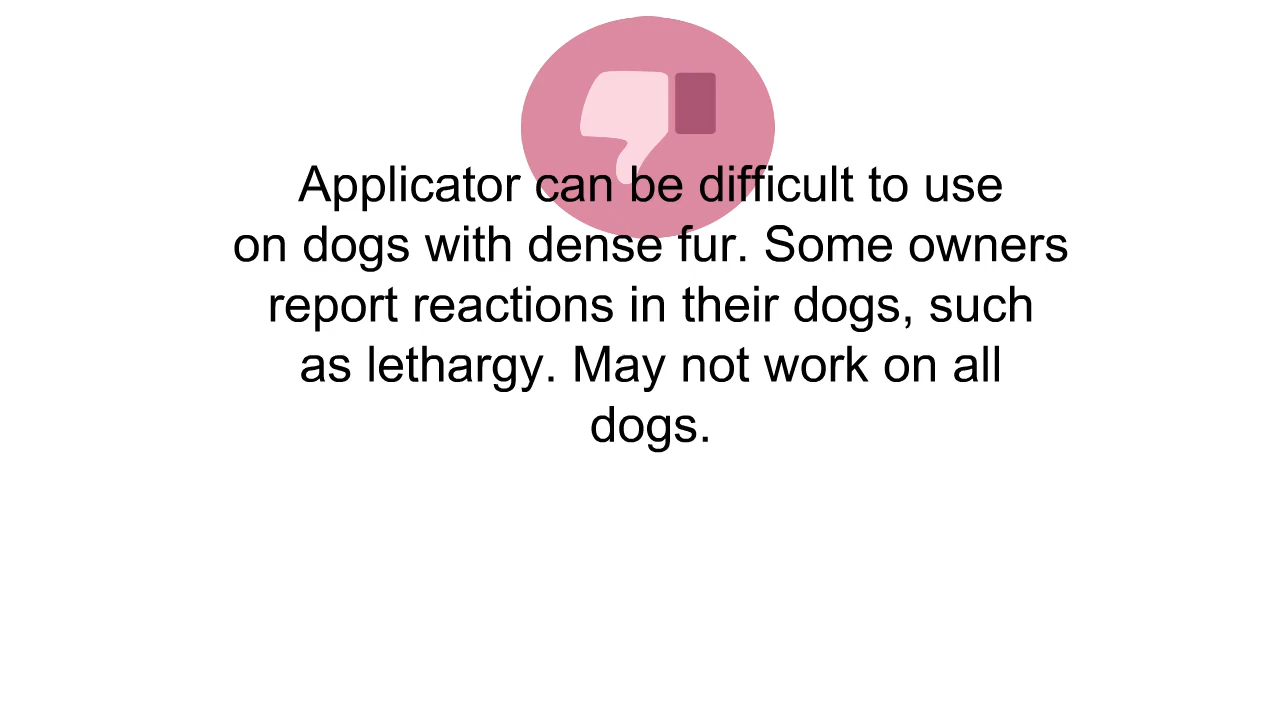 Applicator can be difficult to use
on dogs with dense fur. Some owners
report reactions in their dogs, such
as lethargy. May not work on all
dogs.